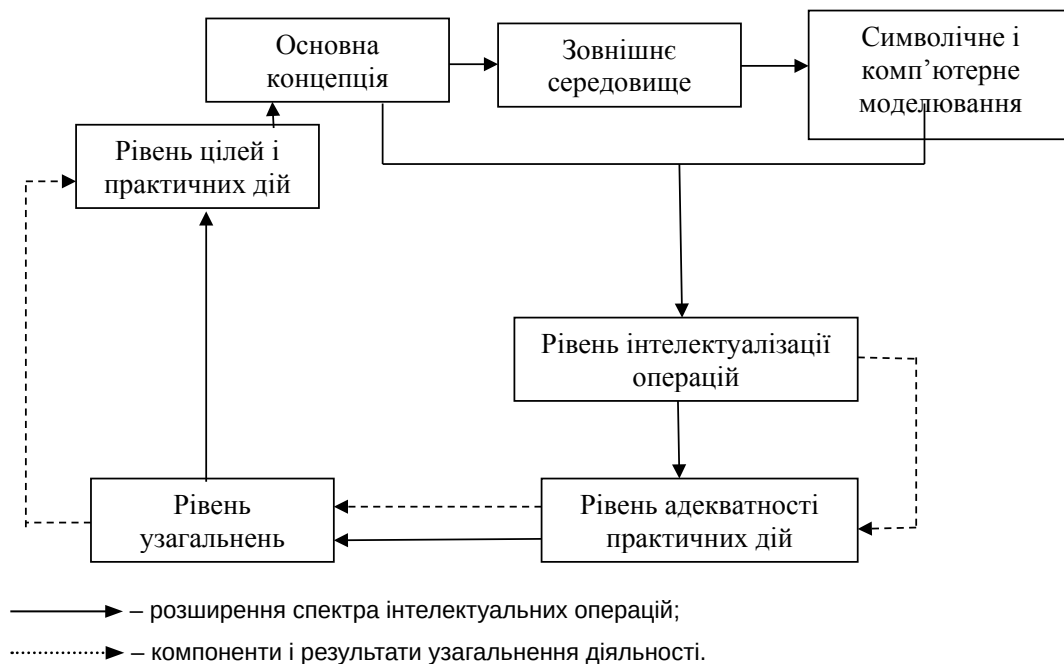 Основна
концепція
Зовнішнє
середовище
Символічне і
комп’ютерне
моделювання
Рівень цілей і
практичних дій
Рівень інтелектуалізації
операцій
Рівень
узагальнень
Рівень адекватності
практичних дій
– розширення спектра інтелектуальних операцій;
– компоненти і результати узагальнення діяльності.